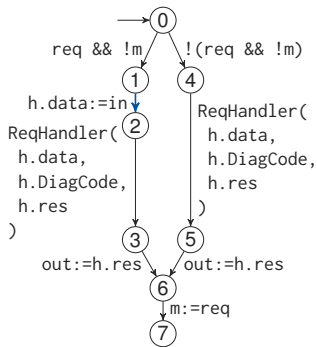 0
req && !m
!(req && !m)
1
4
h.data:=in
2
ReqHandler(
h.data,
h.DiagCode,
h.res
)
ReqHandler(
h.data,
h.DiagCode,
h.res
)
3
5
out:=h.res
out:=h.res
6
m:=req
7